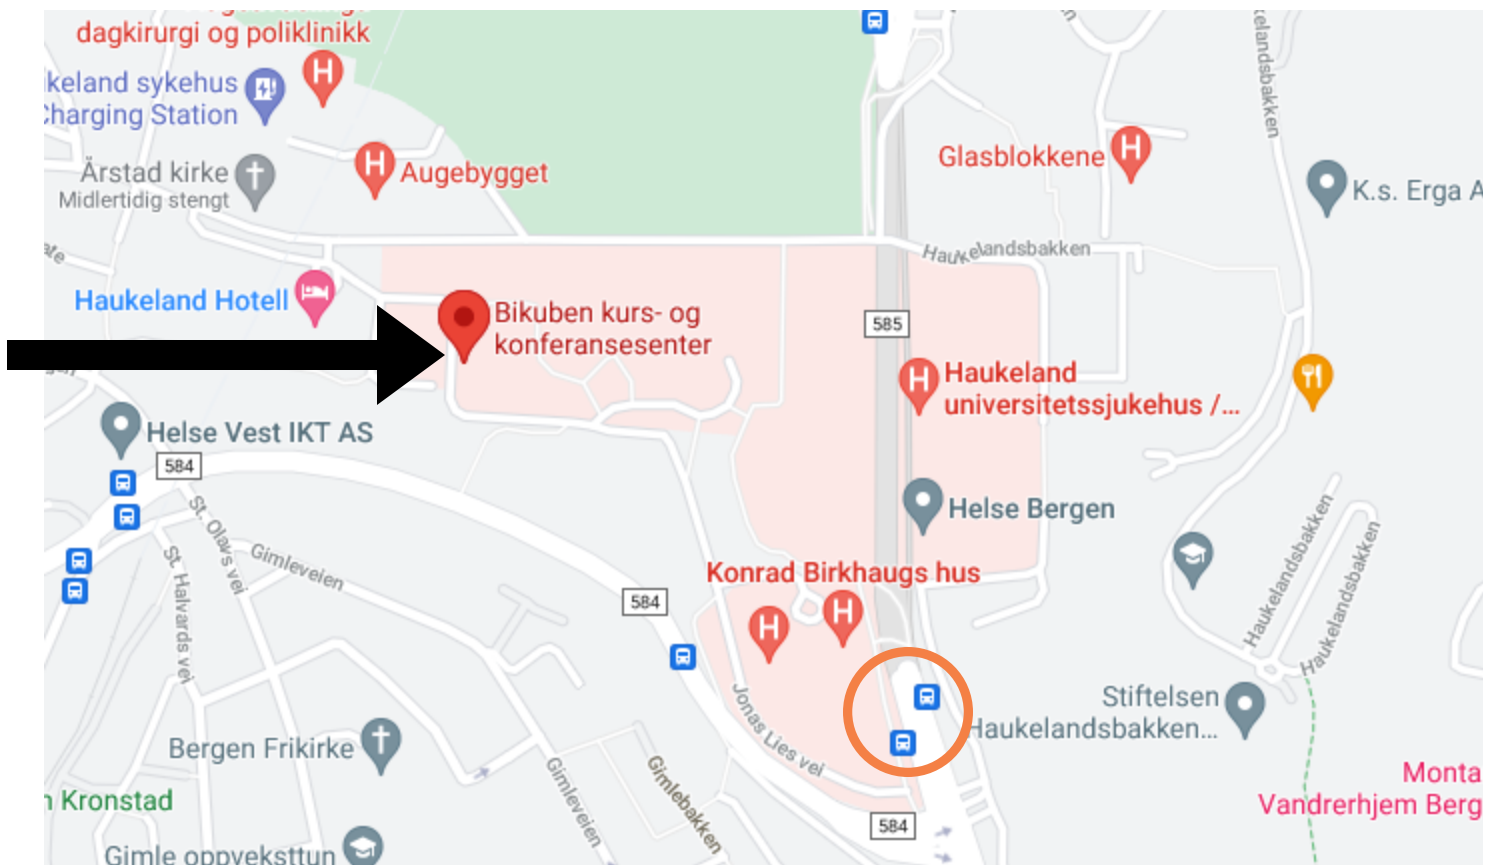 dagkirurgi og poliklinikk
keland sykehus
Charging Station
Årstad kirke
Midlertidig stengt
Augebygget
Glasblokkene
K.s. Erga A
elandsbakken
Haukelandsbakken
Haukeland Hotell
Bikuben kurs- og
konferansesenter
585
Haukeland
universitetssjukehus /...
Helse Vest IKT AS
584
Helse Bergen
St. Olavs vei
Gimleveien
St. Halvards vei
Konrad Birkhaugs hus
584
Haukelandsbakken
Haukelandsbakken
Jonas Lies vei
Stiftelsen
Haukelandsbakken...
Bergen Frikirke
Gimleveien
Gimlebakken
n Kronstad
Monta
Vandrerhjem Berg
584
Gimle oppveksttun